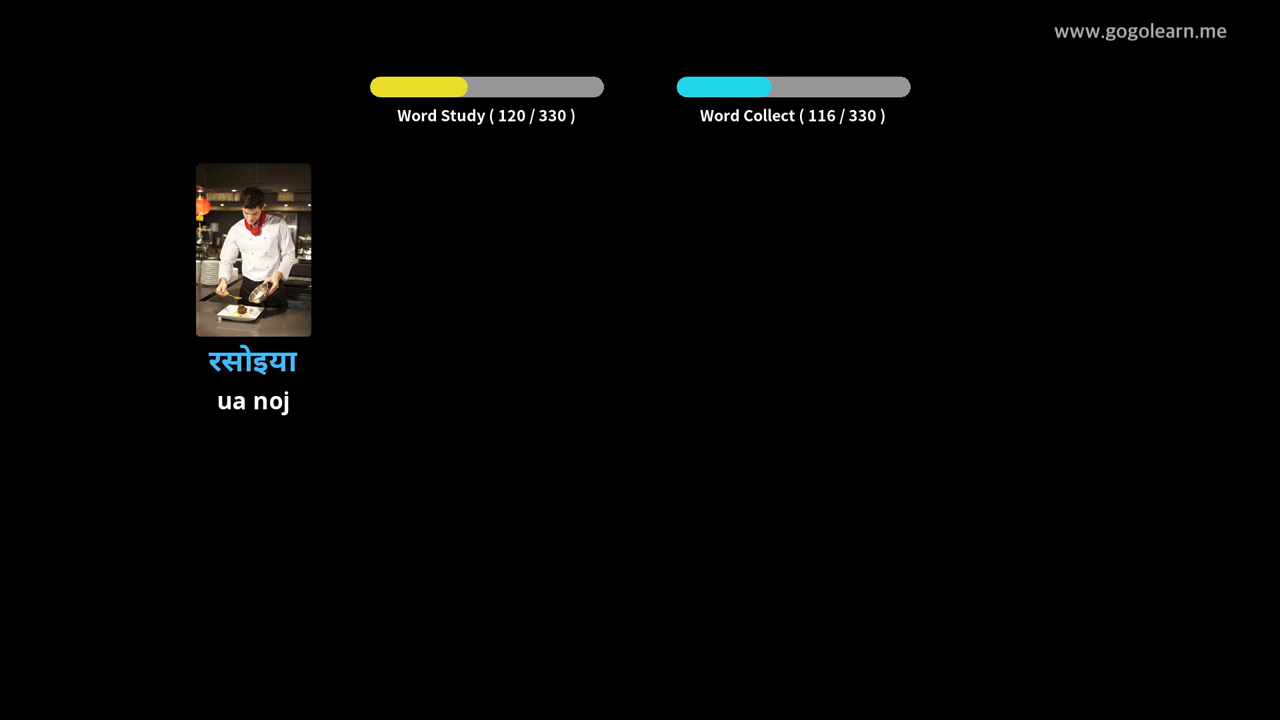 www.gogolearn.me
Word Study ( 120 / 330 )
Word Collect ( 116 / 330 )
रसोइया
ua noj